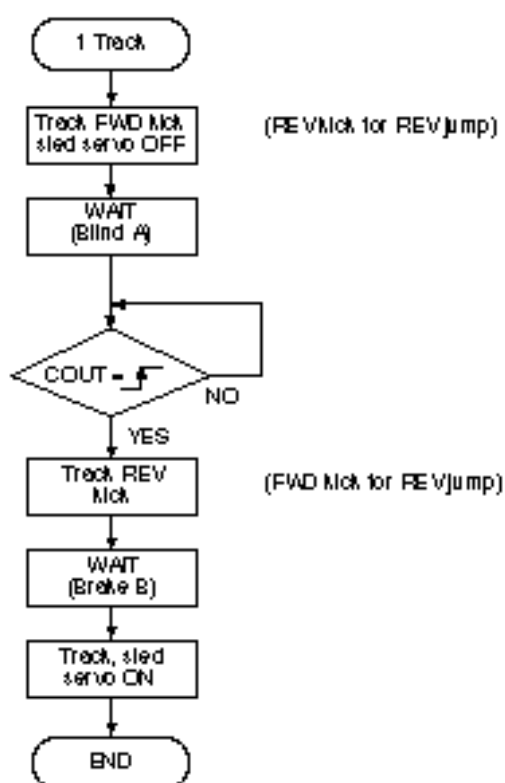 1 Track
Track FWD kick
sled servo OFF
(REV kick for REV jump)
WAIT
(Blind A)
COUT =
NO
YES
Track REV
kick
(FWD kick for REV jump)
WAIT
(Brake B)
Track, sled
servo ON
END